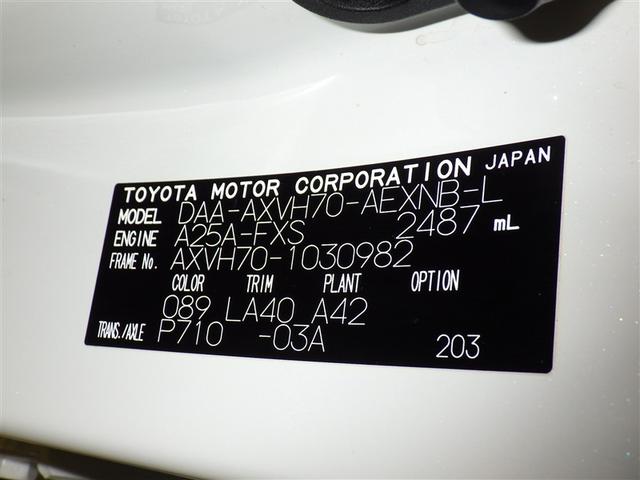 TOYOTA MOTOR CORPORATION JAPAN
MODEL DAA-AXVH70-AEXNB-L
ENGINE A25A-FXS 2487 mL
FRAME No. AXVH70-1030982
COLOR TRIM PLANT OPTION
089 LA40 A42
TRANS./AXLE P710 -03A 203